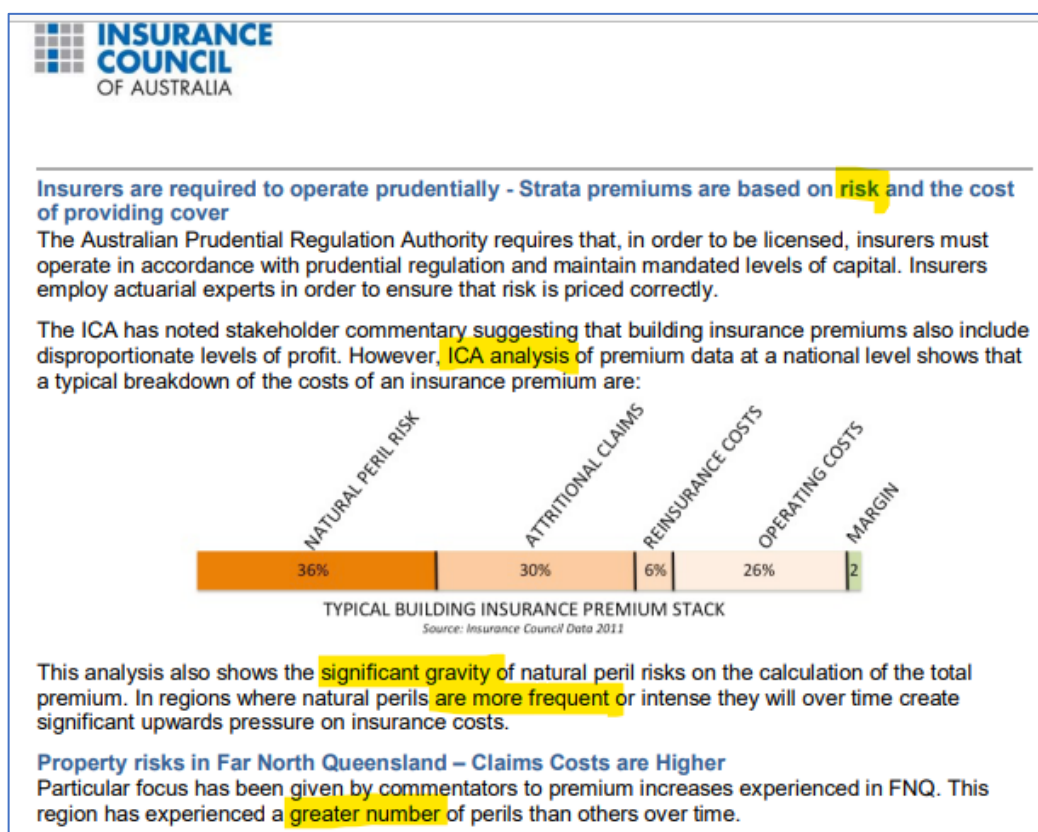 INSURANCE
COUNCIL
OF AUSTRALIA
Insurers are required to operate prudentially - Strata premiums are based on risk and the cost
of providing cover
The Australian Prudential Regulation Authority requires that, in order to be licensed, insurers must
operate in accordance with prudential regulation and maintain mandated levels of capital. Insurers
employ actuarial experts in order to ensure that risk is priced correctly.
The ICA has noted stakeholder commentary suggesting that building insurance premiums also include
disproportionate levels of profit. However, ICA analysis of premium data at a national level shows that
a typical breakdown of the costs of an insurance premium are:
NATURAL PERIL RISK
ATTRITIONAL CLAIMS
REINSURANCE COSTS
OPERATING COSTS
MARGIN
36% 30% 6% 26% 2
TYPICAL BUILDING INSURANCE PREMIUM STACK
Source: Insurance Council Data 2011
This analysis also shows the significant gravity of natural peril risks on the calculation of the total
premium. In regions where natural perils are more frequent or intense they will over time create
significant upwards pressure on insurance costs.
Property risks in Far North Queensland – Claims Costs are Higher
Particular focus has been given by commentators to premium increases experienced in FNQ. This
region has experienced a greater number of perils than others over time.